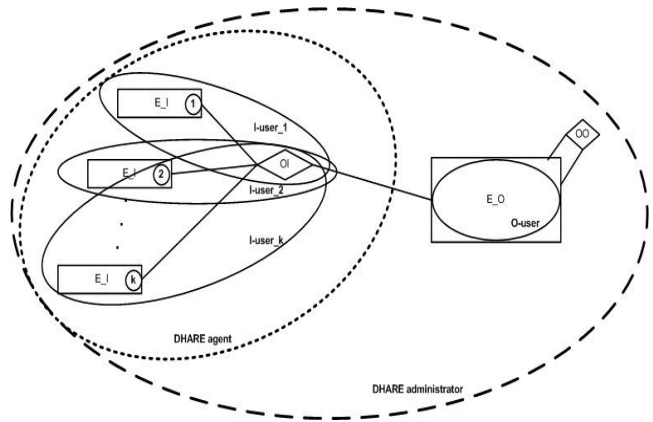 E_I 1
I-user_1
OO
OI
E_I 2
I-user_2
E_O
O-user
I-user_k
E_I k
DHARE agent
DHARE administrator